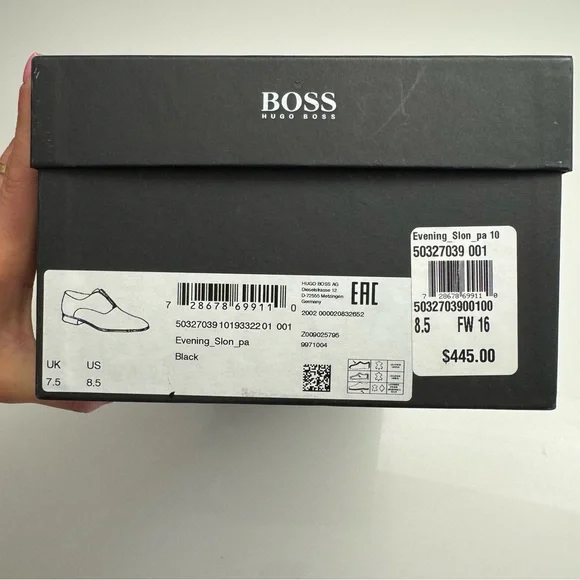 BOSS
HUGO BOSS
Evening_Slon_pa 10
50327039 001
7 28678 69911 0
5032703900100
8.5 FW 16
$445.00
7 28678 69911 0
50327039 10193322 01 001
Evening_Slon_pa
Black
UK US
7.5 8.5
HUGO BOSS AG
Dieselstrasse 12
D-72555 Metzingen
Germany
EAC
2002 000020832652
Z009025795
9971004